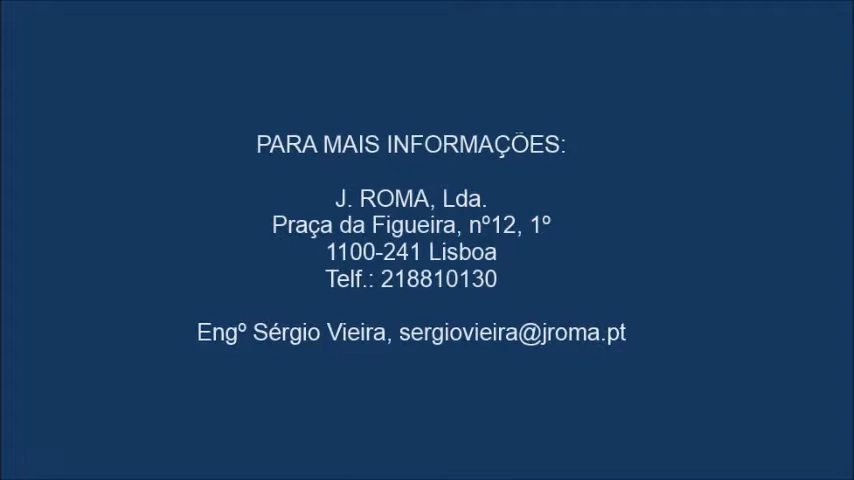 PARA MAIS INFORMAÇÕES:
J. ROMA, Lda.
Praça da Figueira, nº12, 1º
1100-241 Lisboa
Telf.: 218810130
Engº Sérgio Vieira, sergiovieira@jroma.pt